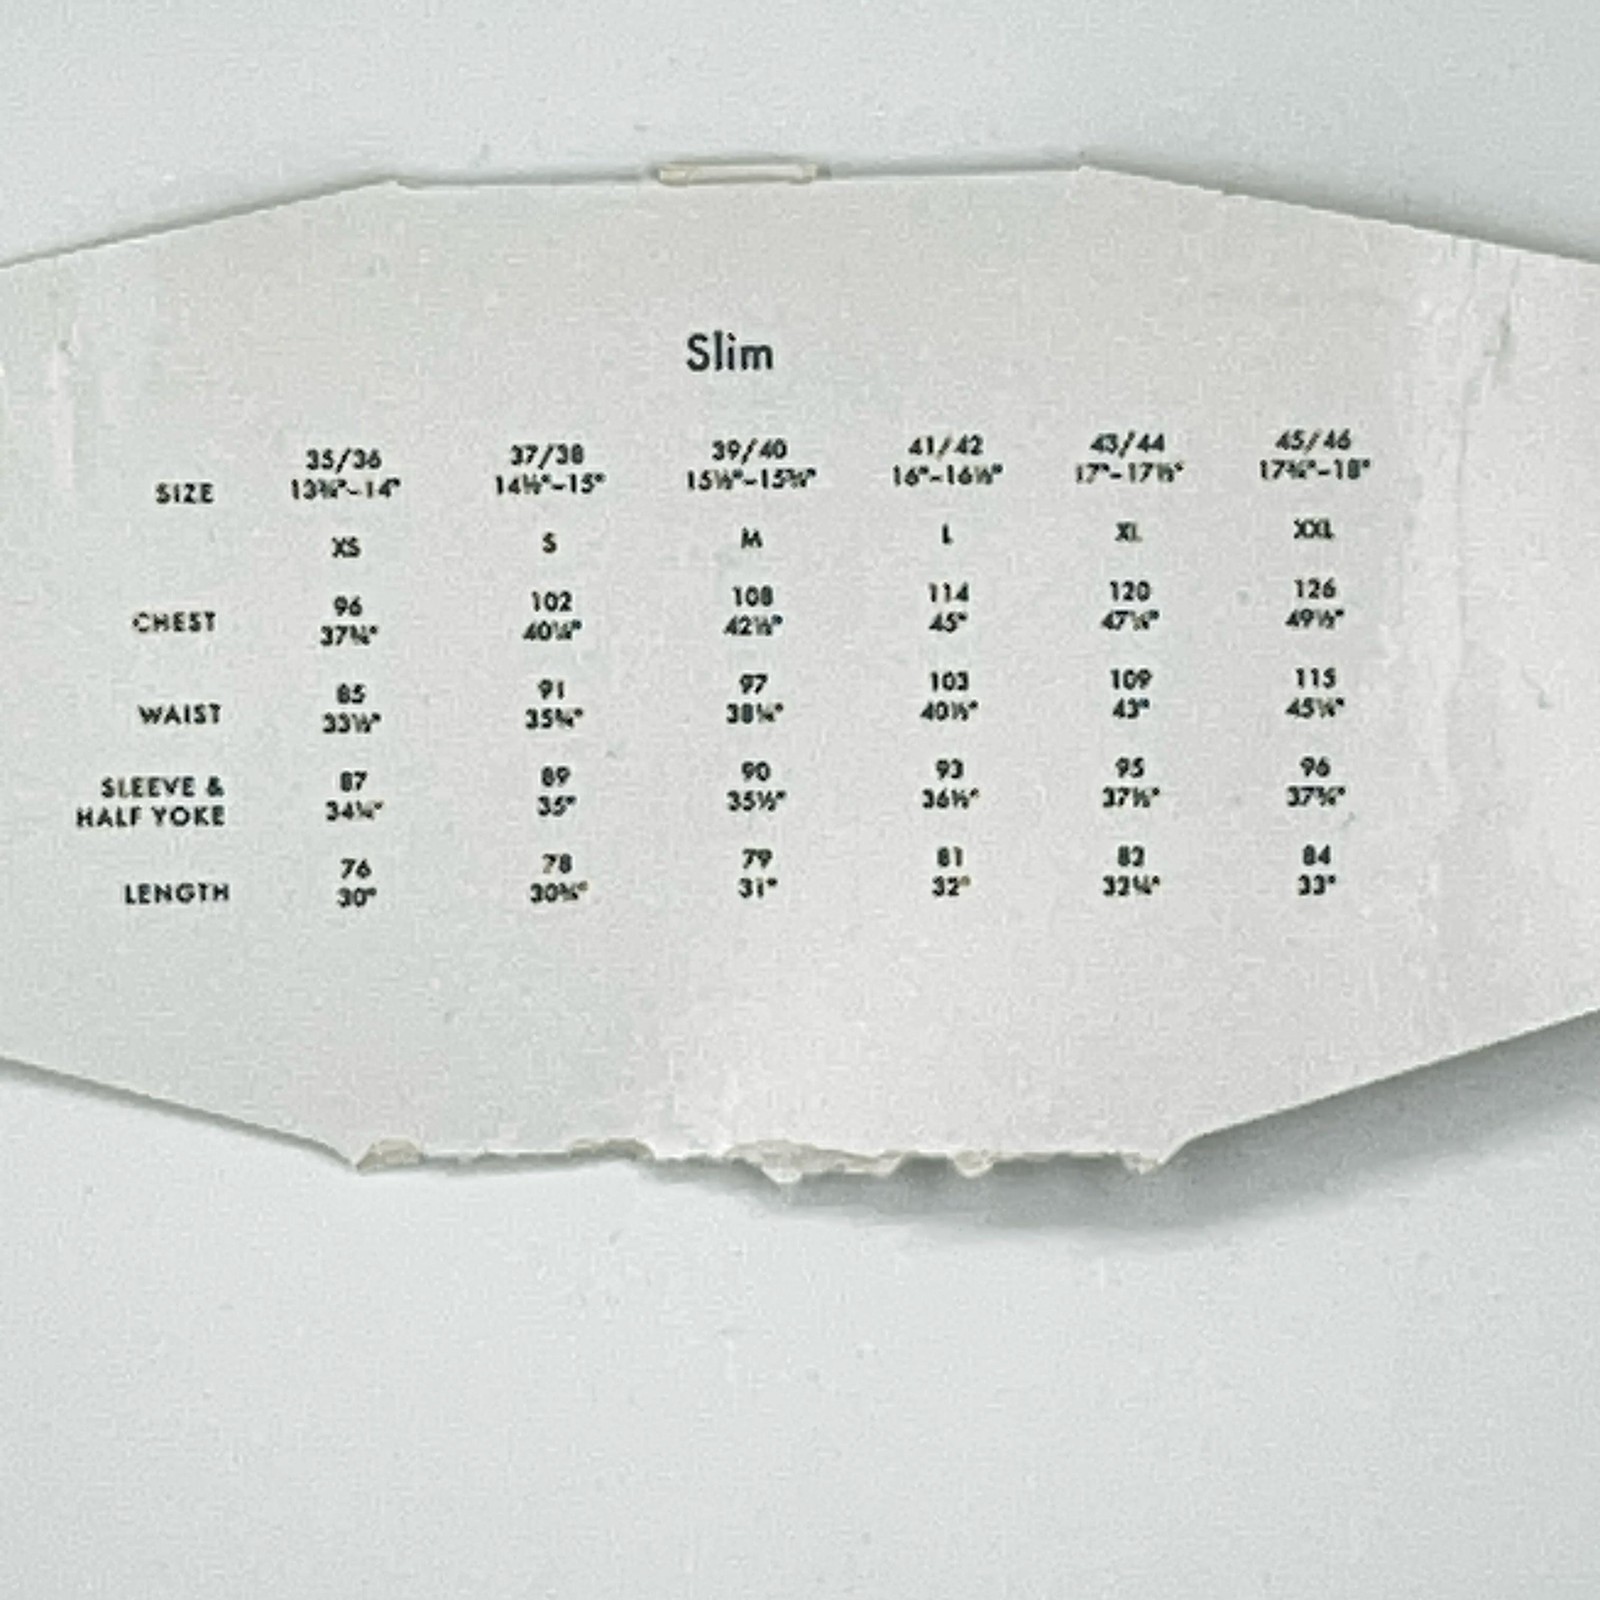 Slim
SIZE 35/36 37/38 39/40 41/42 43/44 45/46
13¾"-14" 14½"-15" 15½"-15¾" 16"-16½" 17"-17½" 17¾"-18"
XS S M L XL XXL
CHEST 96 102 108 114 120 126
37¾" 40¼" 42½" 45" 47¼" 49½"
WAIST 85 91 97 103 109 115
33½" 35¾" 38¼" 40½" 43" 45¼"
SLEEVE & HALF YOKE 87 89 90 93 95 96
34¼" 35" 35½" 36½" 37½" 37¾"
LENGTH 76 78 79 81 83 84
30" 30¾" 31" 32" 33"